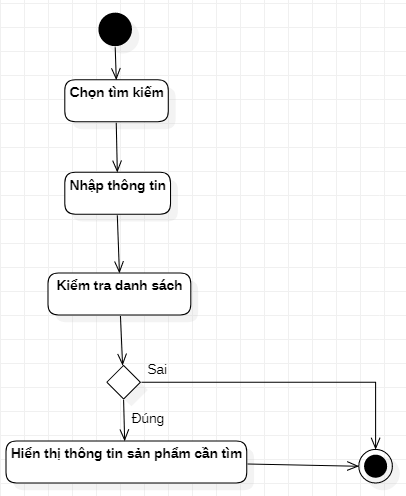 Chọn tìm kiếm
Nhập thông tin
Kiểm tra danh sách
Sai
Đúng
Hiển thị thông tin sản phẩm cần tìm